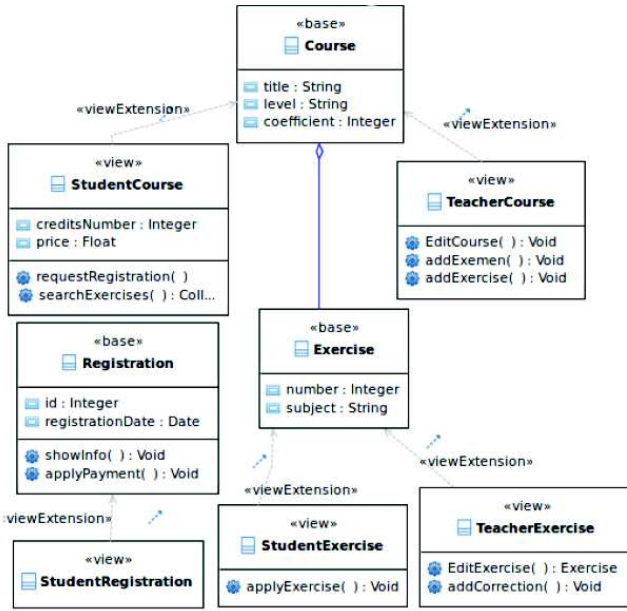 «base»
Course
title : String
level : String
coefficient : Integer
«viewExtension»
«viewExtension»
«view»
StudentCourse
creditsNumber : Integer
price : Float
requestRegistration( )
searchExercises( ) : Coll...
«view»
TeacherCourse
EditCourse( ) : Void
addExemen( ) : Void
addExercise( ) : Void
«base»
Registration
id : Integer
registrationDate : Date
showInfo( ) : Void
applyPayment( ) : Void
«base»
Exercise
number : Integer
subject : String
«viewExtension»
«viewExtension»
«viewExtension»
«view»
StudentRegistration
«view»
StudentExercise
applyExercise( ) : Void
«view»
TeacherExercise
EditExercise( ) : Exercise
addCorrection( ) : Void